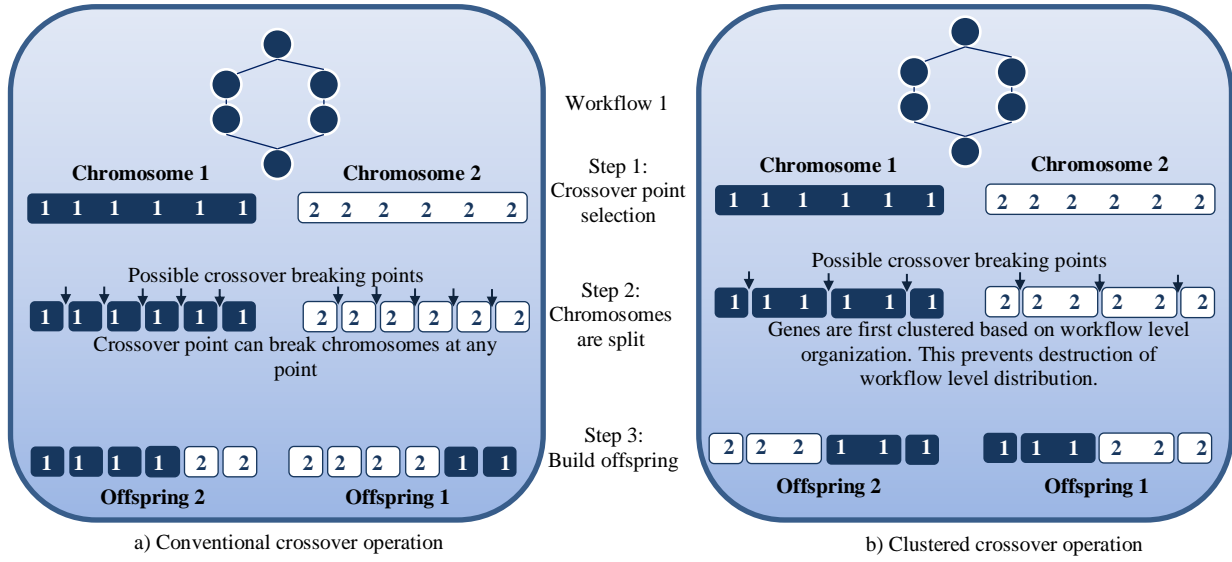 Workflow 1
Chromosome 1
Chromosome 2
1 1 1 1 1 1
2 2 2 2 2 2
Possible crossover breaking points
1 1 1 1 1 1
2 2 2 2 2 2
Crossover point can break chromosomes at any
point
1 1 1 1 2 2
2 2 2 2 1 1
Offspring 2
Offspring 1
a) Conventional crossover operation
Step 1:
Crossover point
selection
Step 2:
Chromosomes
are split
Step 3:
Build offspring
Chromosome 1
Chromosome 2
1 1 1 1 1 1
2 2 2 2 2 2
Possible crossover breaking points
1 1 1 1 1 1
2 2 2 2 2 2
Genes are first clustered based on workflow level
organization. This prevents destruction of
workflow level distribution.
2 2 2 1 1 1
1 1 1 2 2 2
Offspring 2
Offspring 1
b) Clustered crossover operation